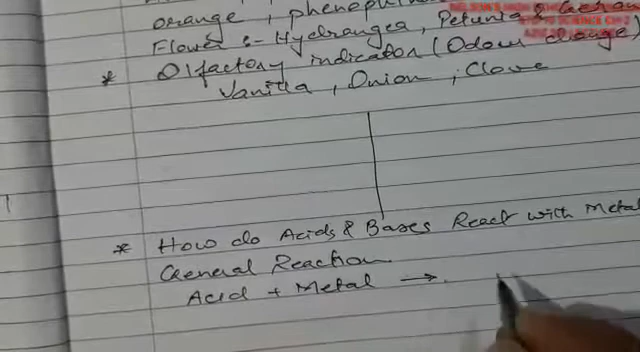 orange, phenolphth
Flower :- Hydrangea, Petunia &
* Olfactory indicator (Odour change)
Vanilla, Onion, Clove
* How do Acids & Bases React with Metal
General Reaction
Acid + Metal →